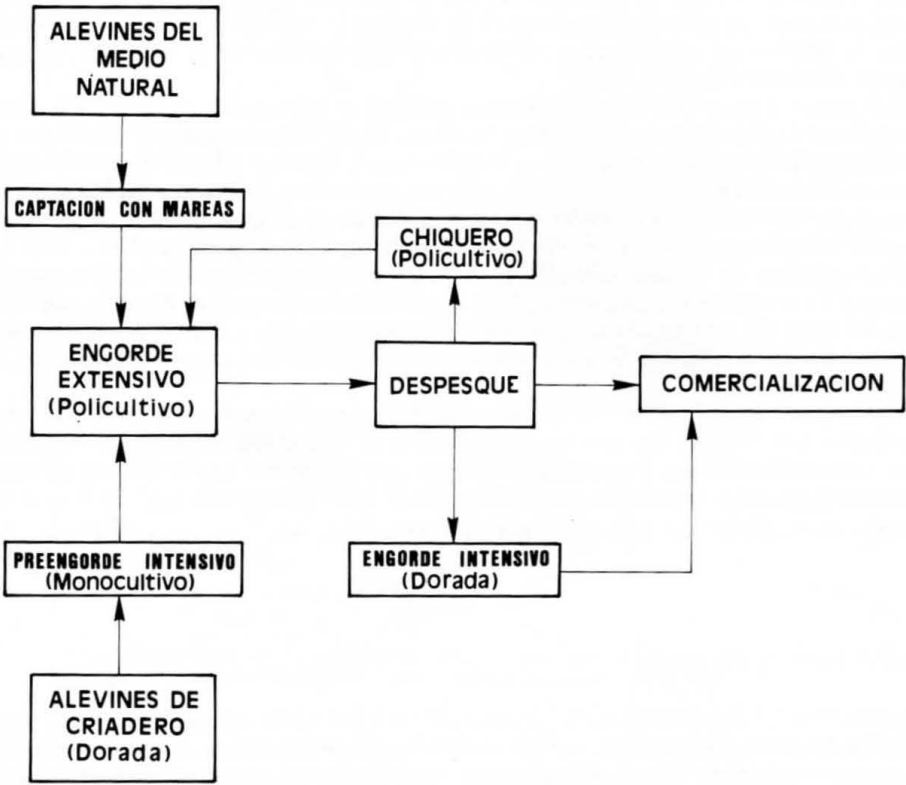 ALEVINES DEL
MEDIO
NATURAL
CAPTACION CON MAREAS
CHIQUERO
(Policultivo)
ENGORDE
EXTENSIVO
(Policultivo)
DESPESQUE
COMERCIALIZACION
PREENGORDE INTENSIVO
(Monocultivo)
ENGORDE INTENSIVO
(Dorada)
ALEVINES DE
CRIADERO
(Dorada)